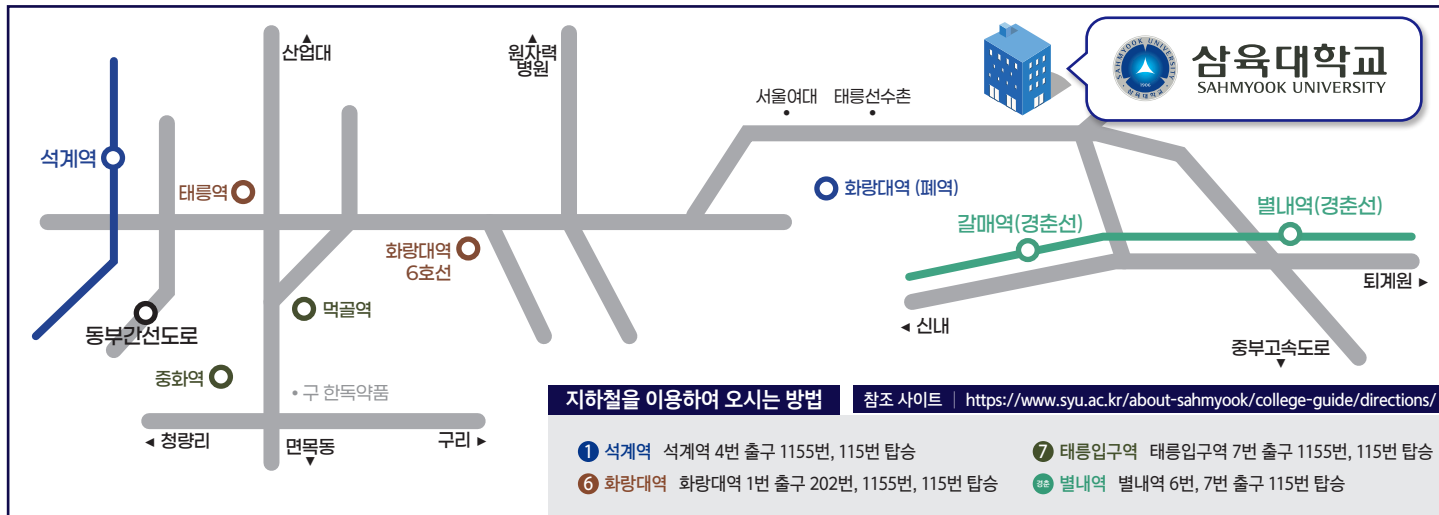 산업대
원자력
병원
서울여대
태릉선수촌
SAHMYOOK UNIVERSITY
1906
삼육대학교
삼육대학교
SAHMYOOK UNIVERSITY
석계역
태릉역
화랑대역 (폐역)
화랑대역
6호선
갈매역(경춘선)
별내역(경춘선)
퇴계원 ►
먹골역
동부간선도로
◄ 신내
중부고속도로
▼
중화역
• 구 한독약품
◄ 청량리
면목동
▼
구리 ►
지하철을 이용하여 오시는 방법
참조 사이트 | https://www.syu.ac.kr/about-sahmyook/college-guide/directions/
1 석계역 석계역 4번 출구 1155번, 115번 탑승
7 태릉입구역 태릉입구역 7번 출구 1155번, 115번 탑승
6 화랑대역 화랑대역 1번 출구 202번, 1155번, 115번 탑승
경춘 별내역 별내역 6번, 7번 출구 115번 탑승